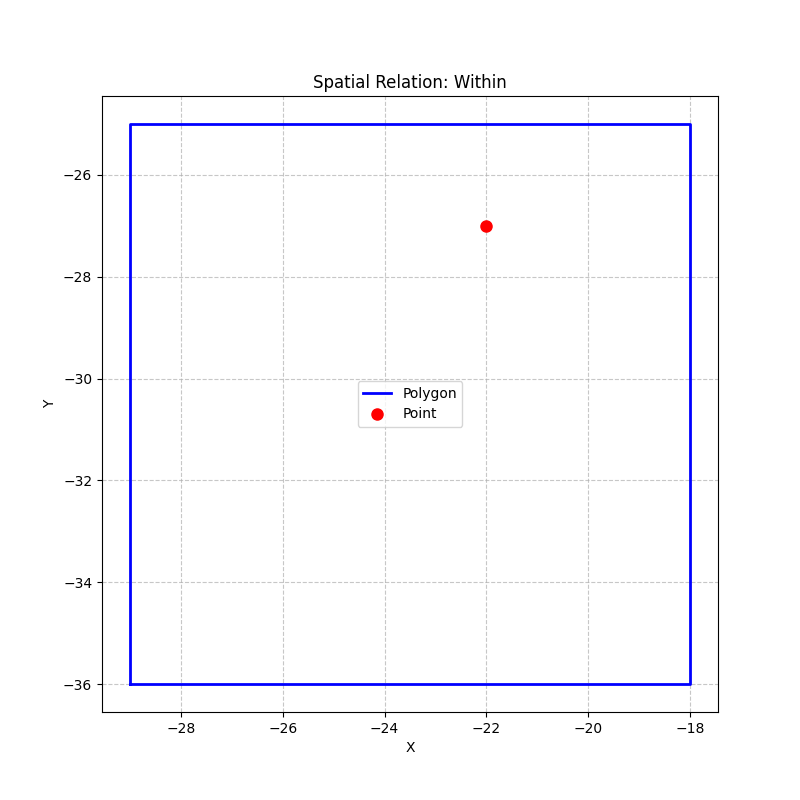 Spatial Relation: Within
Y
−26
−28
−30
−32
−34
−36
Polygon
Point
−28 −26 −24 −22 −20 −18
X